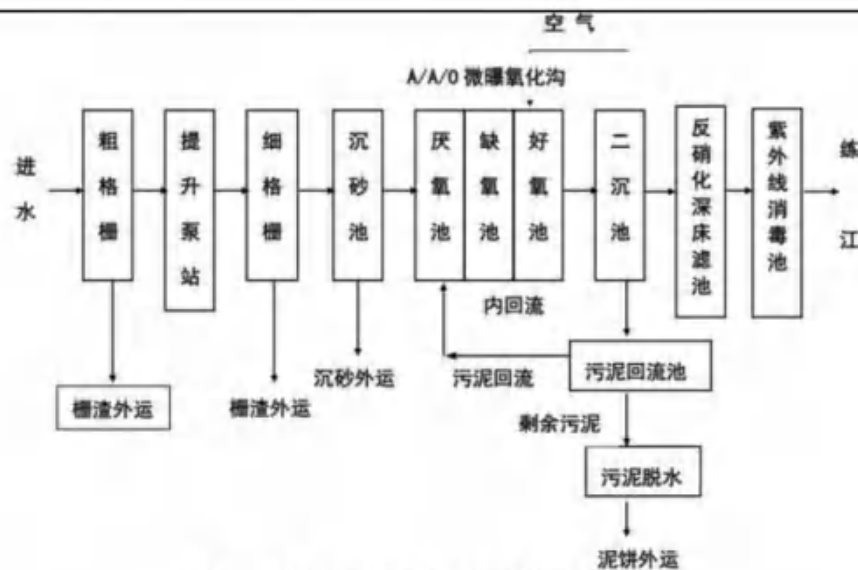 空 气
A/A/O 微曝氧化沟
进水
粗格栅
提升泵站
细格栅
沉砂池
厌氧池
缺氧池
好氧池
二沉池
反硝化深床滤池
紫外线消毒池
练江
内回流
沉砂外运
污泥回流
污泥回流池
栅渣外运
栅渣外运
剩余污泥
污泥脱水
泥饼外运